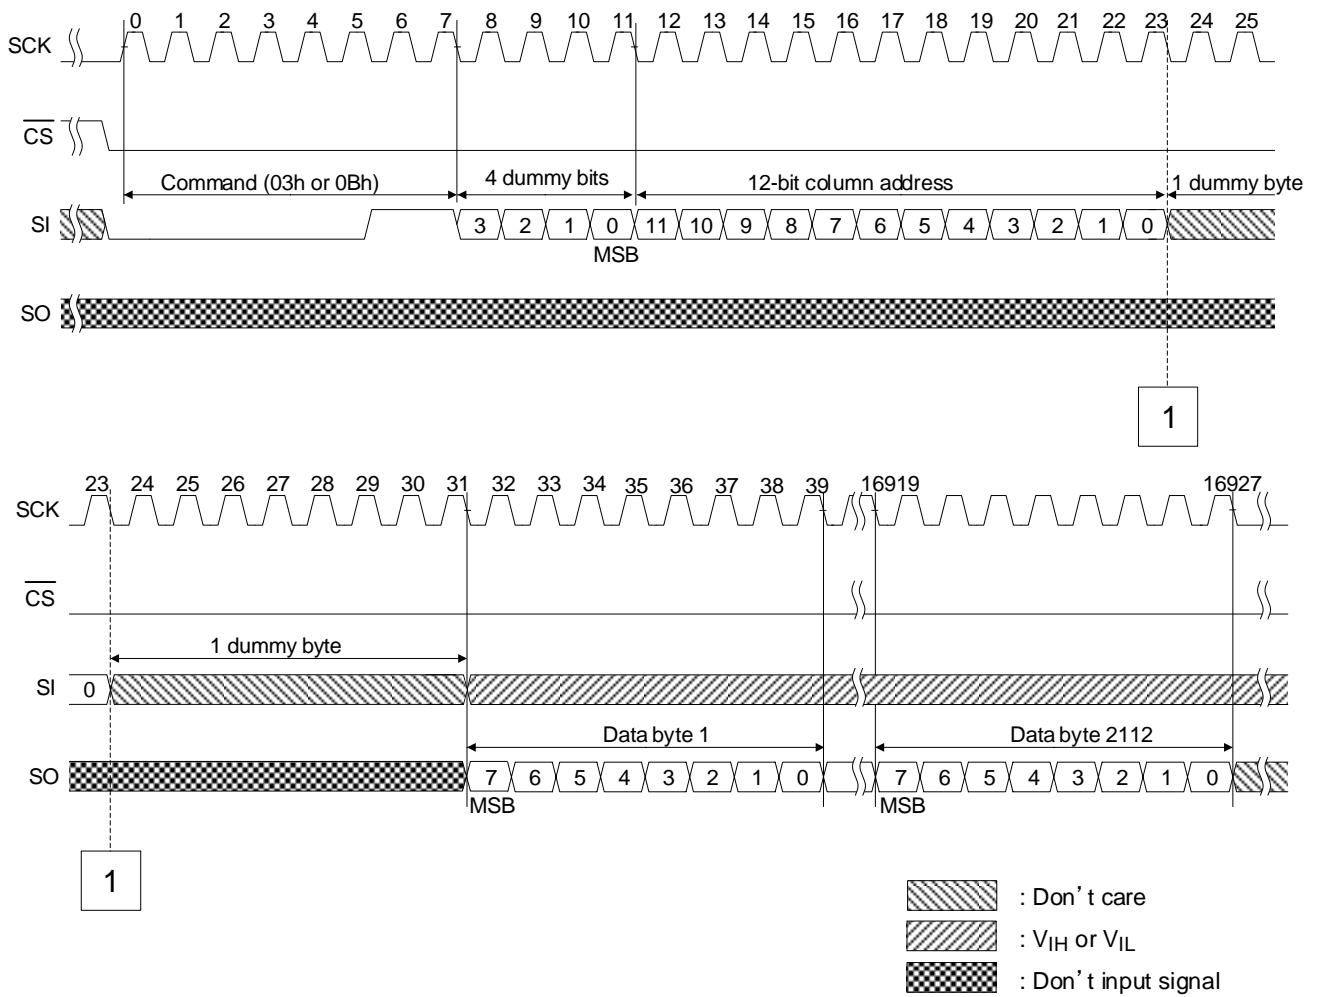 0 1 2 3 4 5 6 7 8 9 10 11 12 13 14 15 16 17 18 19 20 21 22 23 24 25
SCK
CS
Command (03h or 0Bh) 4 dummy bits 12-bit column address 1 dummy byte
SI 3 2 1 0 11 10 9 8 7 6 5 4 3 2 1 0
MSB
SO
1
23 24 25 26 27 28 29 30 31 32 33 34 35 36 37 38 39 16919 16927
SCK
CS
1 dummy byte
SI 0
Data byte 1 Data byte 2112
SO 7 6 5 4 3 2 1 0 7 6 5 4 3 2 1 0
MSB MSB
1
: Don't care
: VIH or VIL
: Don't input signal